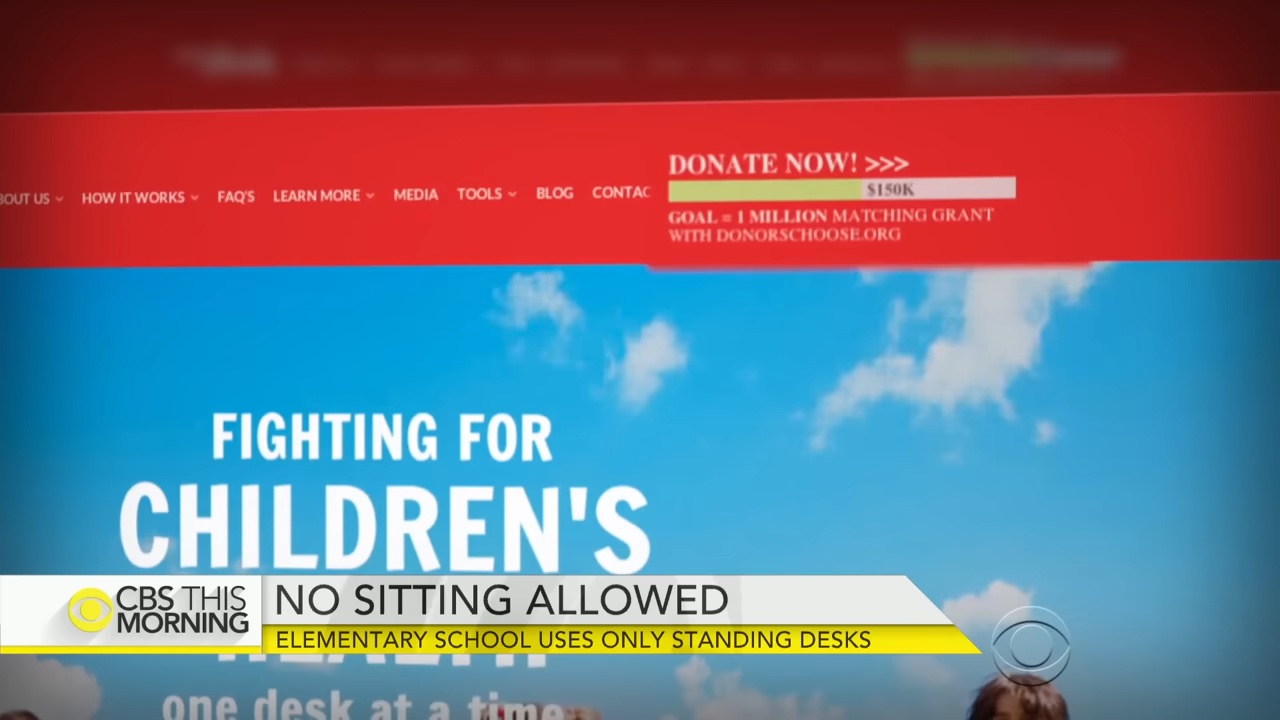 BOUT US
HOW IT WORKS
FAQ'S
LEARN MORE
MEDIA
TOOLS
BLOG
CONTAC
DONATE NOW! >>>
$150K
GOAL = 1 MILLION MATCHING GRANT
WITH DONORSCHOOSE.ORG
FIGHTING FOR
CHILDREN'S
CBS THIS
MORNING
NO SITTING ALLOWED
ELEMENTARY SCHOOL USES ONLY STANDING DESKS
one desk at a time